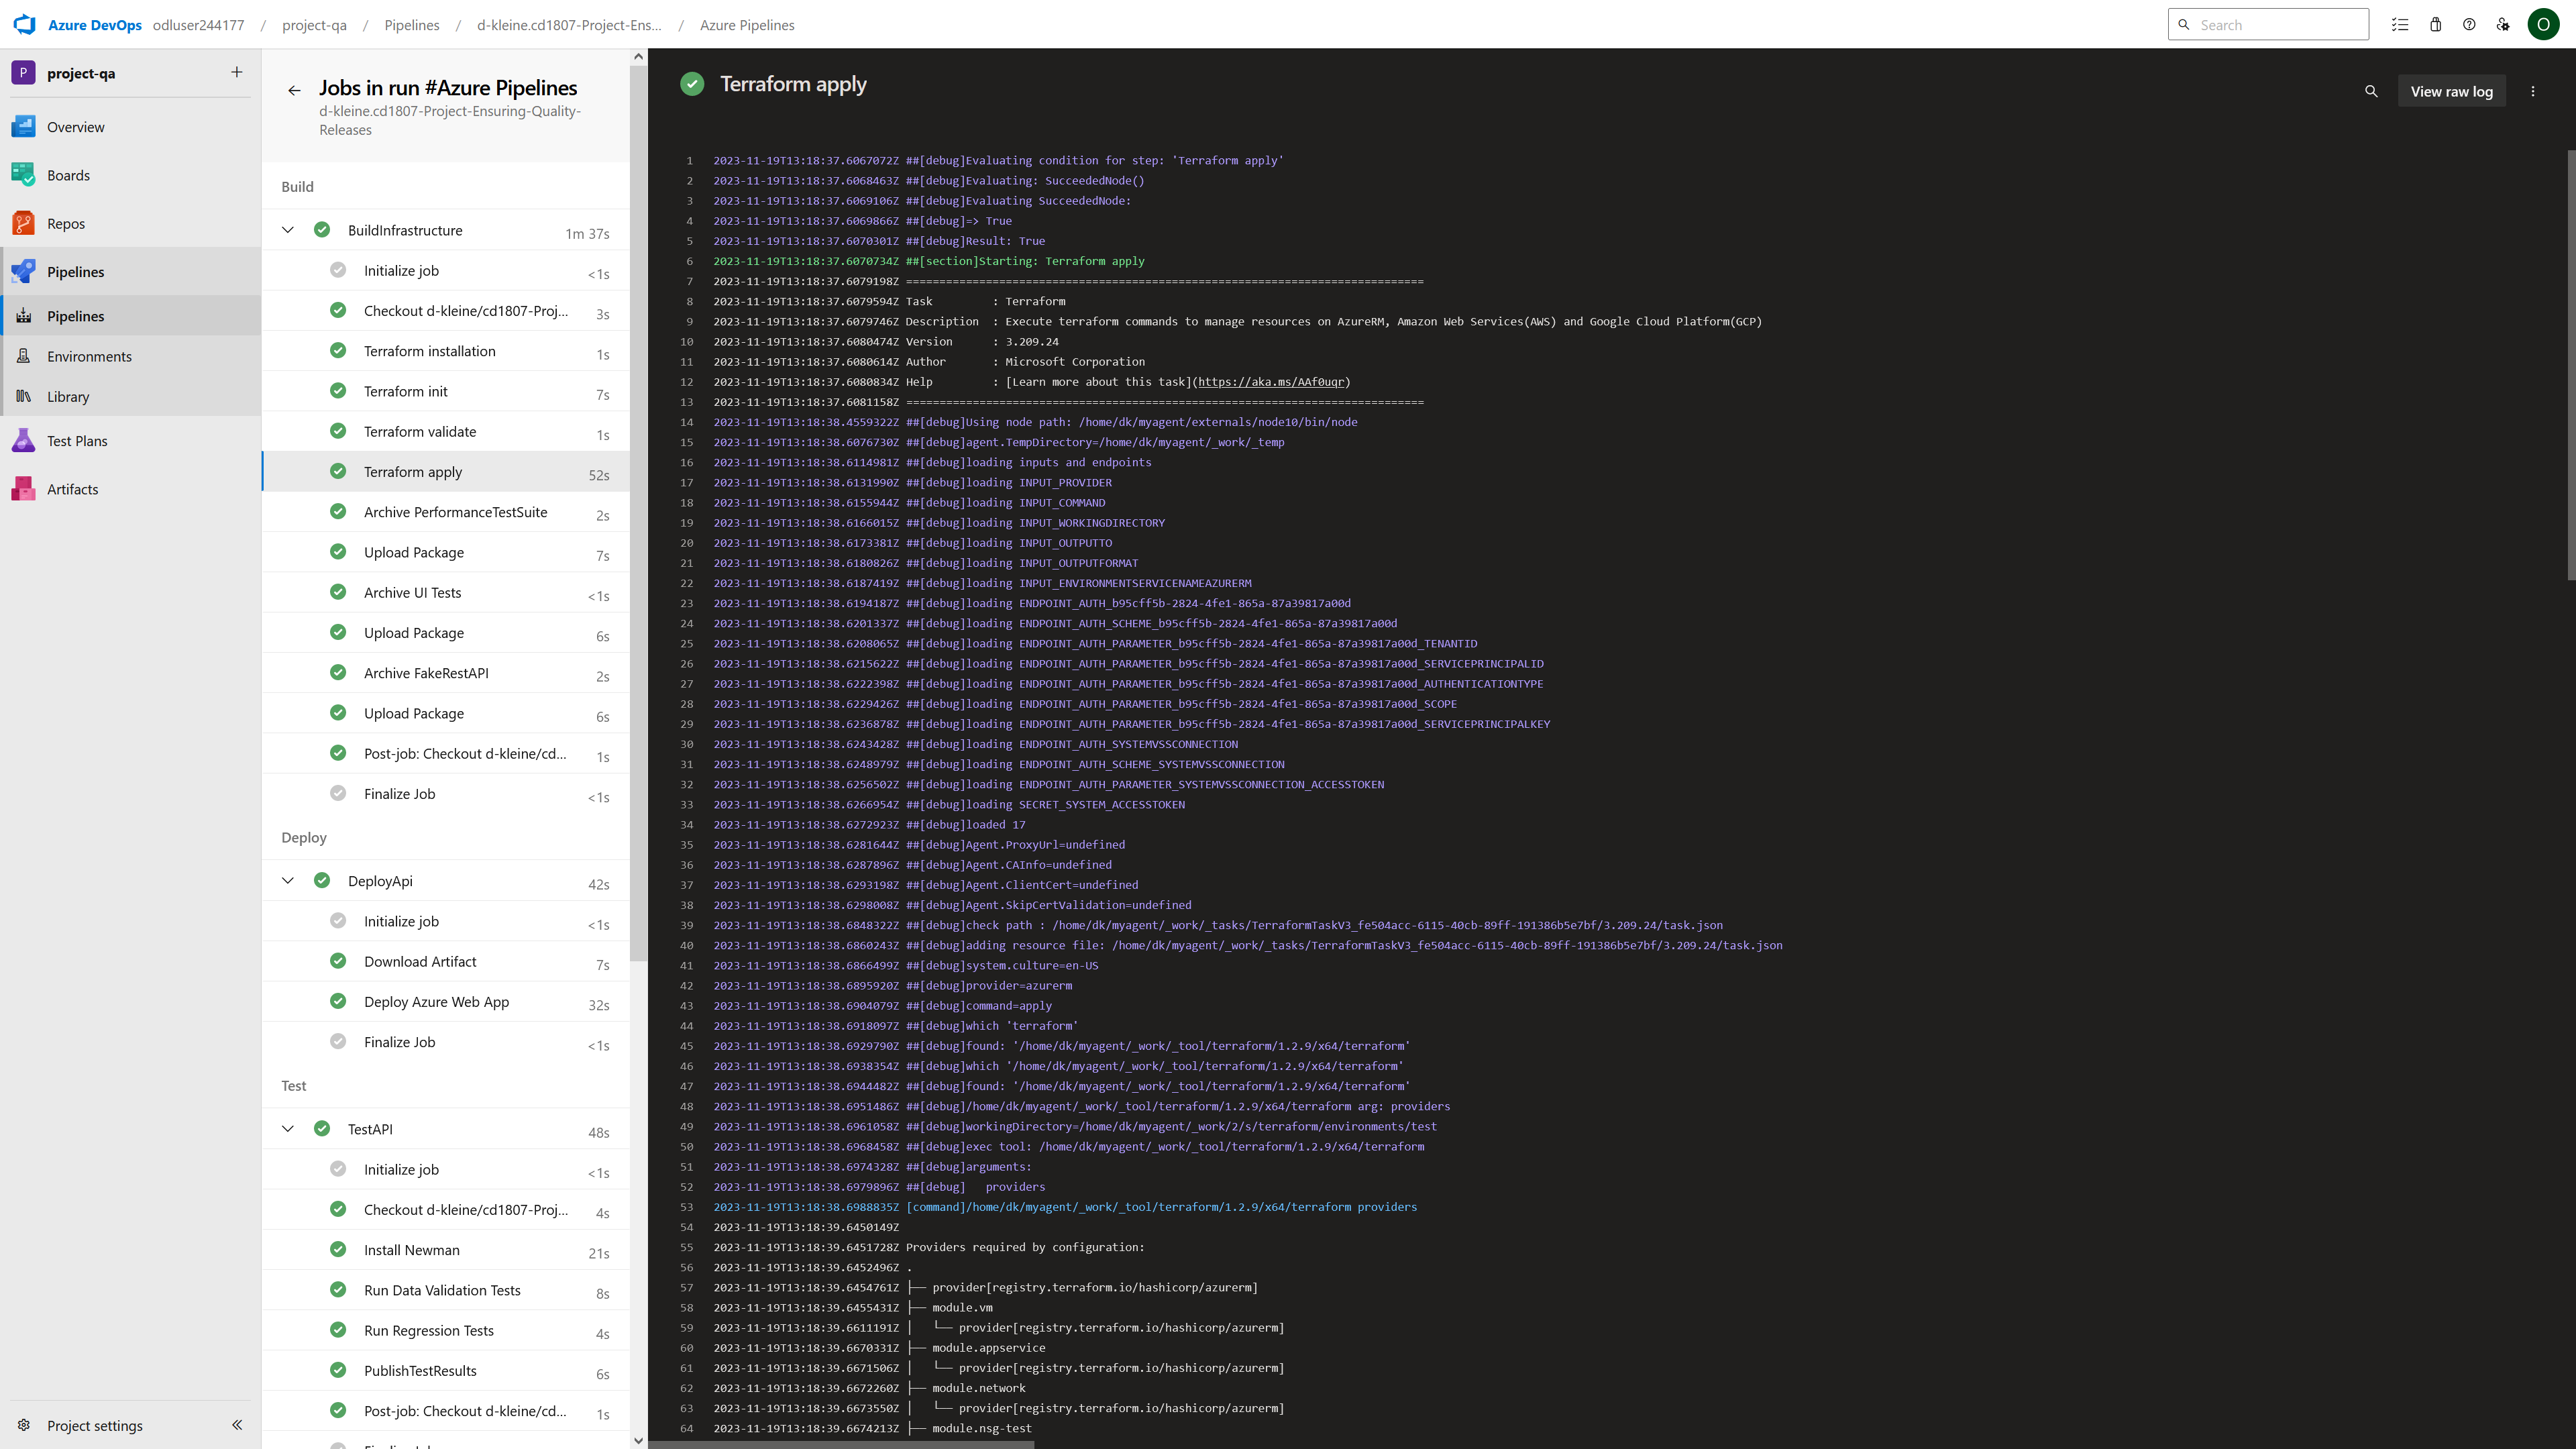 Azure DevOps odluser244177 / project-qa / Pipelines / d-kleine.cd1807-Project-Ens... / Azure Pipelines
Search
O
P project-qa
Overview
Boards
Repos
Pipelines
Pipelines
Environments
Library
Test Plans
Artifacts
Project settings
Jobs in run #Azure Pipelines
d-kleine.cd1807-Project-Ensuring-Quality-
Releases
Build
BuildInfrastructure 1m 37s
Initialize job <1s
Checkout d-kleine/cd1807-Proj... 3s
Terraform installation 1s
Terraform init 7s
Terraform validate 1s
Terraform apply 52s
Archive PerformanceTestSuite 2s
Upload Package 7s
Archive UI Tests <1s
Upload Package 6s
Archive FakeRestAPI 2s
Upload Package 6s
Post-job: Checkout d-kleine/cd... 1s
Finalize Job <1s
Deploy
DeployApi 42s
Initialize job <1s
Download Artifact 7s
Deploy Azure Web App 32s
Finalize Job <1s
Test
TestAPI 48s
Initialize job <1s
Checkout d-kleine/cd1807-Proj... 4s
Install Newman 21s
Run Data Validation Tests 8s
Run Regression Tests 4s
PublishTestResults 6s
Post-job: Checkout d-kleine/cd... 1s
Terraform apply
View raw log
1 2023-11-19T13:18:37.6067072Z ##[debug]Evaluating condition for step: 'Terraform apply'
2 2023-11-19T13:18:37.6068463Z ##[debug]Evaluating: SucceededNode()
3 2023-11-19T13:18:37.6069106Z ##[debug]Evaluating SucceededNode:
4 2023-11-19T13:18:37.6069866Z ##[debug]=> True
5 2023-11-19T13:18:37.6070301Z ##[debug]Result: True
6 2023-11-19T13:18:37.6070734Z ##[section]Starting: Terraform apply
7 2023-11-19T13:18:37.6079198Z ==============================================================================
8 2023-11-19T13:18:37.6079594Z Task         : Terraform
9 2023-11-19T13:18:37.6079746Z Description  : Execute terraform commands to manage resources on AzureRM, Amazon Web Services(AWS) and Google Cloud Platform(GCP)
10 2023-11-19T13:18:37.6080474Z Version      : 3.209.24
11 2023-11-19T13:18:37.6080614Z Author       : Microsoft Corporation
12 2023-11-19T13:18:37.6080834Z Help         : [Learn more about this task](https://aka.ms/AAf0uqr)
13 2023-11-19T13:18:37.6081158Z ==============================================================================
14 2023-11-19T13:18:38.4559322Z ##[debug]Using node path: /home/dk/myagent/externals/node10/bin/node
15 2023-11-19T13:18:38.6076730Z ##[debug]agent.TempDirectory=/home/dk/myagent/_work/_temp
16 2023-11-19T13:18:38.6114981Z ##[debug]loading inputs and endpoints
17 2023-11-19T13:18:38.6131990Z ##[debug]loading INPUT_PROVIDER
18 2023-11-19T13:18:38.6155944Z ##[debug]loading INPUT_COMMAND
19 2023-11-19T13:18:38.6166015Z ##[debug]loading INPUT_WORKINGDIRECTORY
20 2023-11-19T13:18:38.6173381Z ##[debug]loading INPUT_OUTPUTTO
21 2023-11-19T13:18:38.6180826Z ##[debug]loading INPUT_OUTPUTFORMAT
22 2023-11-19T13:18:38.6187419Z ##[debug]loading INPUT_ENVIRONMENTSERVICENAMEAZURERM
23 2023-11-19T13:18:38.6194187Z ##[debug]loading ENDPOINT_AUTH_b95cff5b-2824-4fe1-865a-87a39817a00d
24 2023-11-19T13:18:38.6201337Z ##[debug]loading ENDPOINT_AUTH_SCHEME_b95cff5b-2824-4fe1-865a-87a39817a00d
25 2023-11-19T13:18:38.6208065Z ##[debug]loading ENDPOINT_AUTH_PARAMETER_b95cff5b-2824-4fe1-865a-87a39817a00d_TENANTID
26 2023-11-19T13:18:38.6215622Z ##[debug]loading ENDPOINT_AUTH_PARAMETER_b95cff5b-2824-4fe1-865a-87a39817a00d_SERVICEPRINCIPALID
27 2023-11-19T13:18:38.6222398Z ##[debug]loading ENDPOINT_AUTH_PARAMETER_b95cff5b-2824-4fe1-865a-87a39817a00d_AUTHENTICATIONTYPE
28 2023-11-19T13:18:38.6229426Z ##[debug]loading ENDPOINT_AUTH_PARAMETER_b95cff5b-2824-4fe1-865a-87a39817a00d_SCOPE
29 2023-11-19T13:18:38.6236878Z ##[debug]loading ENDPOINT_AUTH_PARAMETER_b95cff5b-2824-4fe1-865a-87a39817a00d_SERVICEPRINCIPALKEY
30 2023-11-19T13:18:38.6243428Z ##[debug]loading ENDPOINT_AUTH_SYSTEMVSSCONNECTION
31 2023-11-19T13:18:38.6248979Z ##[debug]loading ENDPOINT_AUTH_SCHEME_SYSTEMVSSCONNECTION
32 2023-11-19T13:18:38.6256502Z ##[debug]loading ENDPOINT_AUTH_PARAMETER_SYSTEMVSSCONNECTION_ACCESSTOKEN
33 2023-11-19T13:18:38.6266954Z ##[debug]loading SECRET_SYSTEM_ACCESSTOKEN
34 2023-11-19T13:18:38.6272923Z ##[debug]loaded 17
35 2023-11-19T13:18:38.6281644Z ##[debug]Agent.ProxyUrl=undefined
36 2023-11-19T13:18:38.6287896Z ##[debug]Agent.CAInfo=undefined
37 2023-11-19T13:18:38.6293198Z ##[debug]Agent.ClientCert=undefined
38 2023-11-19T13:18:38.6298008Z ##[debug]Agent.SkipCertValidation=undefined
39 2023-11-19T13:18:38.6848322Z ##[debug]check path : /home/dk/myagent/_work/_tasks/TerraformTaskV3_fe504acc-6115-40cb-89ff-191386b5e7bf/3.209.24/task.json
40 2023-11-19T13:18:38.6860243Z ##[debug]adding resource file: /home/dk/myagent/_work/_tasks/TerraformTaskV3_fe504acc-6115-40cb-89ff-191386b5e7bf/3.209.24/task.json
41 2023-11-19T13:18:38.6866499Z ##[debug]system.culture=en-US
42 2023-11-19T13:18:38.6895920Z ##[debug]provider=azurerm
43 2023-11-19T13:18:38.6904079Z ##[debug]command=apply
44 2023-11-19T13:18:38.6918097Z ##[debug]which 'terraform'
45 2023-11-19T13:18:38.6929790Z ##[debug]found: '/home/dk/myagent/_work/_tool/terraform/1.2.9/x64/terraform'
46 2023-11-19T13:18:38.6938354Z ##[debug]which '/home/dk/myagent/_work/_tool/terraform/1.2.9/x64/terraform'
47 2023-11-19T13:18:38.6944482Z ##[debug]found: '/home/dk/myagent/_work/_tool/terraform/1.2.9/x64/terraform'
48 2023-11-19T13:18:38.6951486Z ##[debug]/home/dk/myagent/_work/_tool/terraform/1.2.9/x64/terraform arg: providers
49 2023-11-19T13:18:38.6961058Z ##[debug]workingDirectory=/home/dk/myagent/_work/2/s/terraform/environments/test
50 2023-11-19T13:18:38.6968458Z ##[debug]exec tool: /home/dk/myagent/_work/_tool/terraform/1.2.9/x64/terraform
51 2023-11-19T13:18:38.6974328Z ##[debug]arguments:
52 2023-11-19T13:18:38.6979896Z ##[debug]   providers
53 2023-11-19T13:18:38.6988835Z [command]/home/dk/myagent/_work/_tool/terraform/1.2.9/x64/terraform providers
54 2023-11-19T13:18:39.6450149Z
55 2023-11-19T13:18:39.6451728Z Providers required by configuration:
56 2023-11-19T13:18:39.6452496Z .
57 2023-11-19T13:18:39.6454761Z ├── provider[registry.terraform.io/hashicorp/azurerm]
58 2023-11-19T13:18:39.6455431Z ├── module.vm
59 2023-11-19T13:18:39.6611191Z │   └── provider[registry.terraform.io/hashicorp/azurerm]
60 2023-11-19T13:18:39.6670331Z ├── module.appservice
61 2023-11-19T13:18:39.6671506Z │   └── provider[registry.terraform.io/hashicorp/azurerm]
62 2023-11-19T13:18:39.6672260Z ├── module.network
63 2023-11-19T13:18:39.6673550Z │   └── provider[registry.terraform.io/hashicorp/azurerm]
64 2023-11-19T13:18:39.6674213Z ├── module.nsg-test